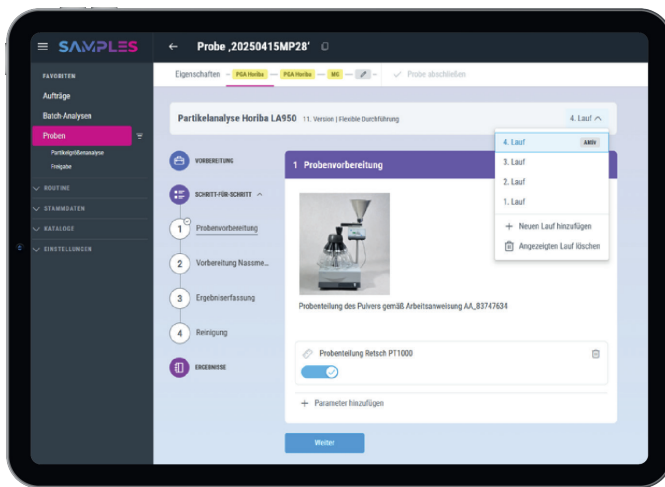 SAMPLES
Probe ‚20250415MP28'
FAVORITEN
Aufträge
Batch Analysen
Proben
Partikelgrößenanalyse
Freigabe
ROUTINE
STAMMDATEN
KATALOGE
EINSTELLUNGEN
Eigenschaften
PGA Horiba
PGA Horiba
MG
Probe abschließen
Partikelanalyse Horiba LA950 11. Version | Flexible Durchführung
4. Lauf
4. Lauf Aktiv
3. Lauf
2. Lauf
1. Lauf
+ Neuen Lauf hinzufügen
Angezeigten Lauf löschen
VORBEREITUNG
SCHRITT-FÜR-SCHRITT
1 Probenvorbereitung
2 Vorbereitung Nassme...
3 Ergebniserfassung
4 Reinigung
ERGEBNISSE
1 Probenvorbereitung
Probenteilung des Pulvers gemäß Arbeitsanweisung AA_83747634
Probenteilung Retsch PT1000
+ Parameter hinzufügen
Weiter